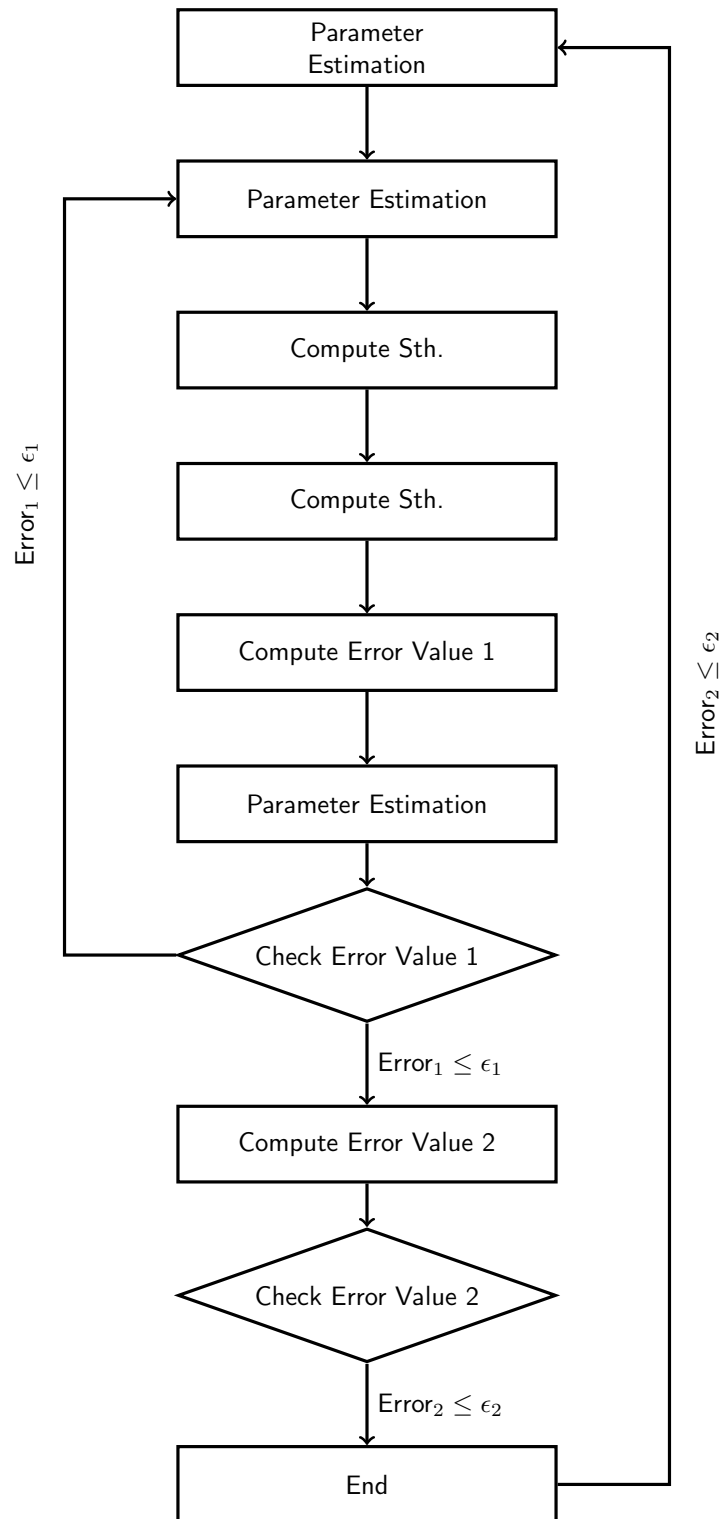 Parameter
Estimation
Parameter Estimation
Compute Sth.
Error₁ ≤ ϵ₁
Compute Sth.
Compute Error Value 1
Error₂ ≤ ϵ₂
Parameter Estimation
Check Error Value 1
Error₁ ≤ ϵ₁
Compute Error Value 2
Check Error Value 2
Error₂ ≤ ϵ₂
End